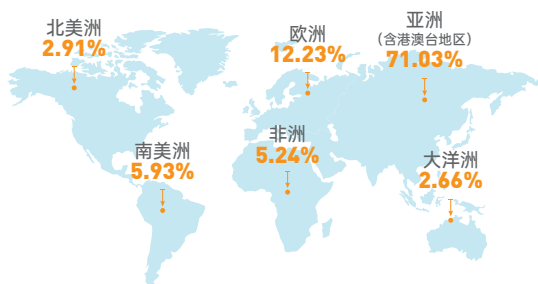 北美洲
2.91%
欧洲
12.23%
亚洲
（含港澳台地区）
71.03%
南美洲
5.93%
非洲
5.24%
大洋洲
2.66%